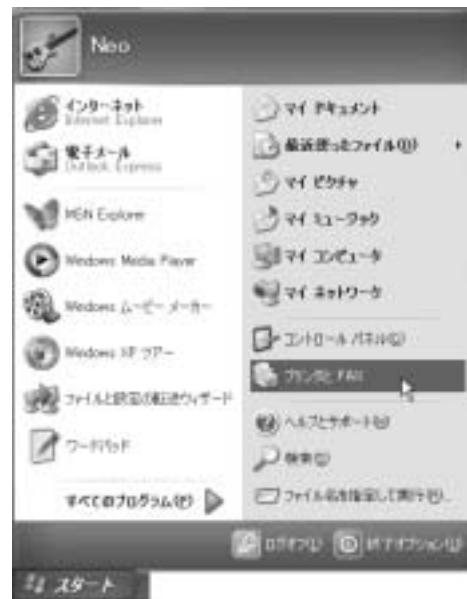 Neo
インターネット
Internet Explorer
電子メール
Outlook Express
MSN Explorer
Windows Media Player
Windows ムービー メーカー
Windows XP ツアー
ファイルと設定の転送ウィザード
ワードパッド
すべてのプログラム(P)
マイ ドキュメント
最近使ったファイル(D)
マイ ピクチャ
マイ ミュージック
マイ コンピュータ
マイ ネットワーク
コントロール パネル(C)
プリンタと FAX
ヘルプとサポート(H)
検索(S)
ファイル名を指定して実行(R)...
ログオフ(L)
終了オプション(U)
スタート